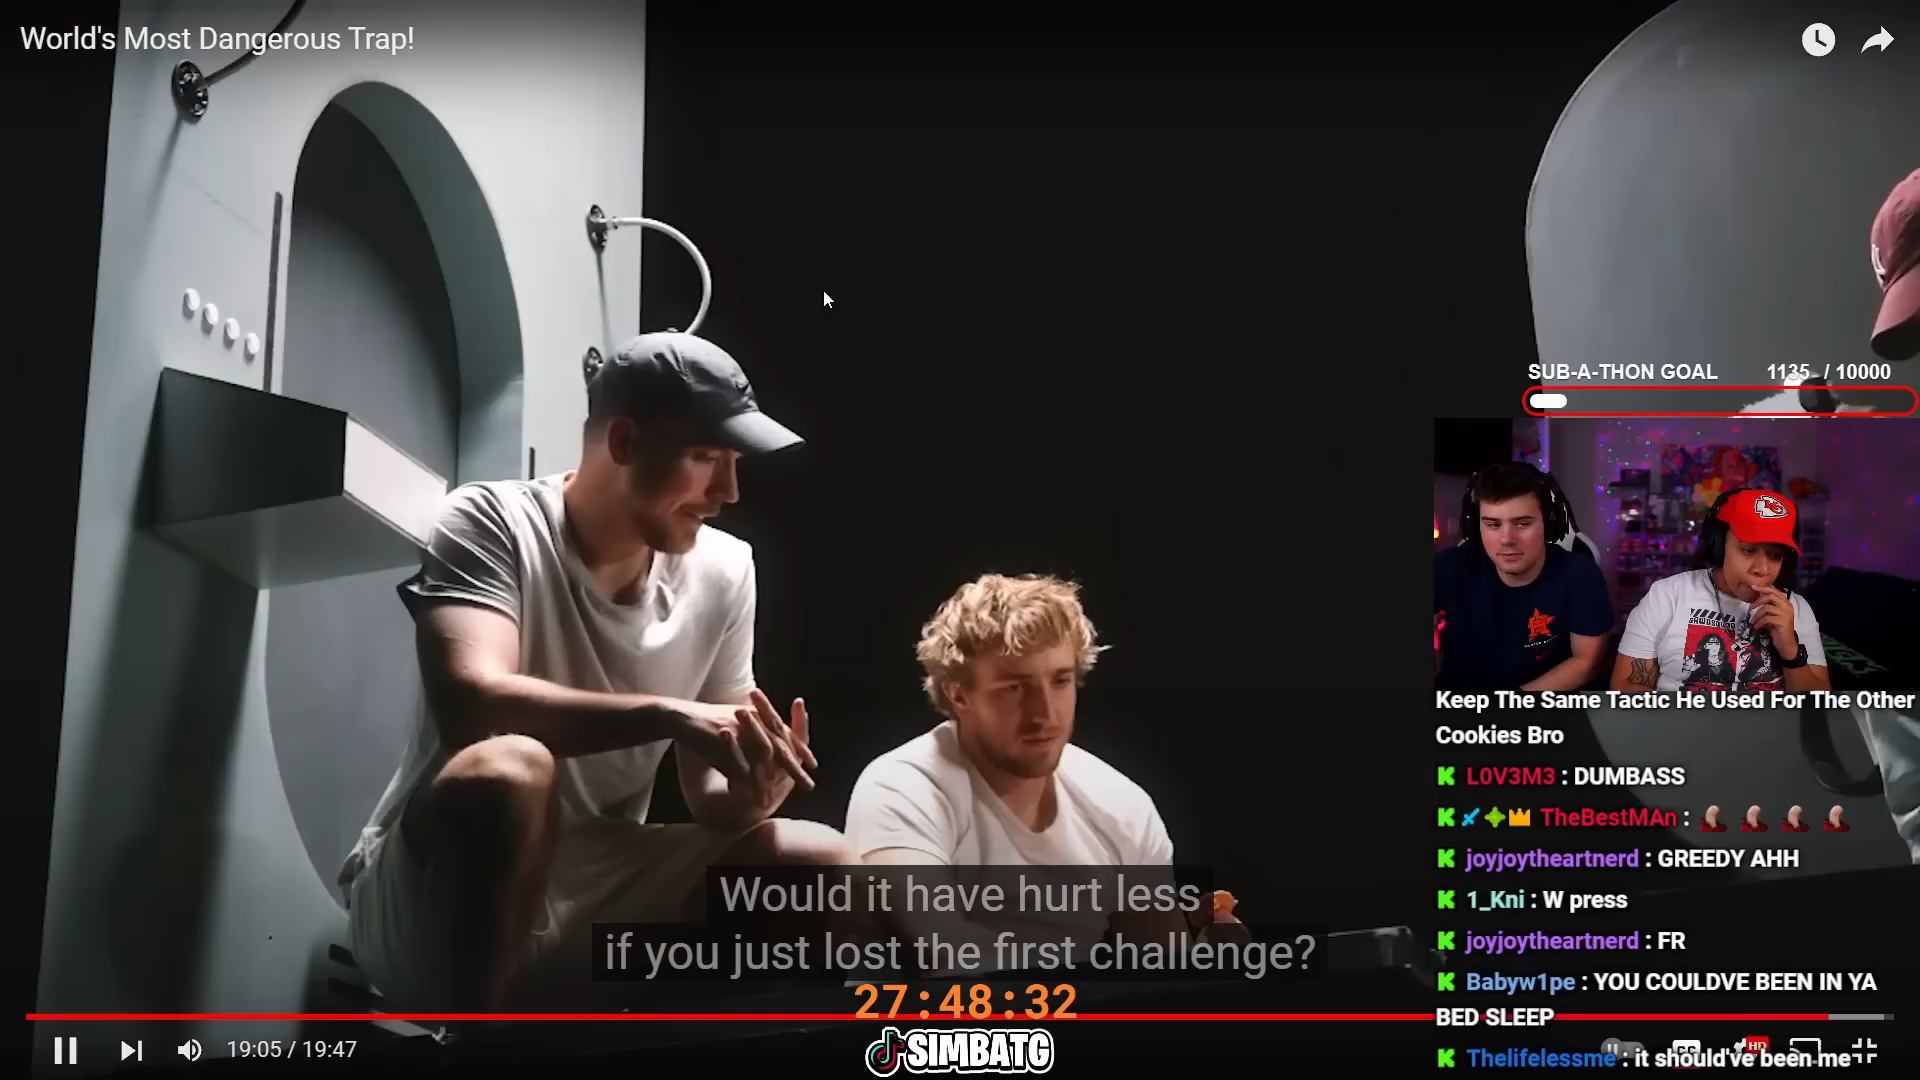 World's Most Dangerous Trap!
SUB-A-THON GOAL 1135 / 10000
Keep The Same Tactic He Used For The Other
Cookies Bro
L0V3M3 : DUMBASS
TheBestMAn :
joyjoytheartnerd : GREEDY AHH
1_Kni : W press
joyjoytheartnerd : FR
Babyw1pe : YOU COULDVE BEEN IN YA
BED SLEEP
Thelifelessme : it should've been me
Would it have hurt less
if you just lost the first challenge?
27:48:32
19:05 / 19:47
SIMBATG
HD